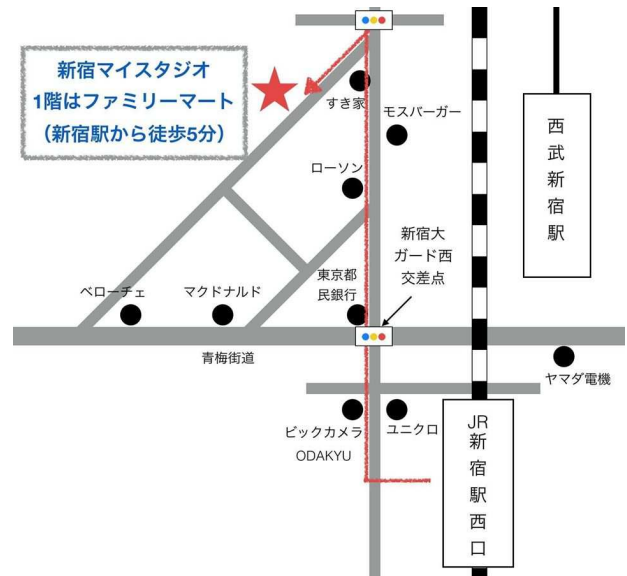 新宿マイスタジオ
1階はファミリーマート
（新宿駅から徒歩5分）
すき家
モスバーガー
ローソン
西武新宿駅
新宿大
ガード西
交差点
東京都
民銀行
ベローチェ
マクドナルド
青梅街道
ヤマダ電機
ビックカメラ
ODAKYU
ユニクロ
JR新宿駅西口